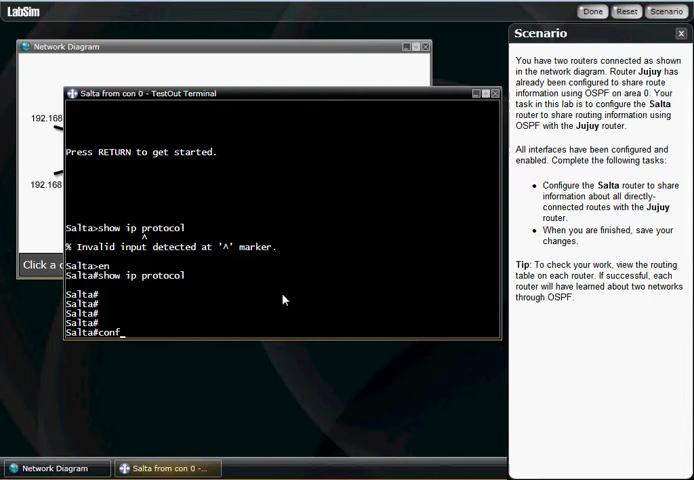 LabSim
Done
Reset
Scenario
Network Diagram
192.168
192.168
Click a
Salta from con 0 - TestOut Terminal
Press RETURN to get started.
Salta>show ip protocol
^
% Invalid input detected at '^' marker.
Salta>en
Salta#show ip protocol
Salta#
Salta#
Salta#
Salta#
Salta#conf_
Scenario
You have two routers connected as shown
in the network diagram. Router Jujuy has
already been configured to share route
information using OSPF on area 0. Your
task in this lab is to configure the Salta
router to share routing information using
OSPF with the Jujuy router.
All interfaces have been configured and
enabled. Complete the following tasks:
• Configure the Salta router to share
information about all directly-
connected routes with the Jujuy
router.
• When you are finished, save your
changes.
Tip: To check your work, view the routing
table on each router. If successful, each
router will have learned about two networks
through OSPF.
Network Diagram
Salta from con 0 -...